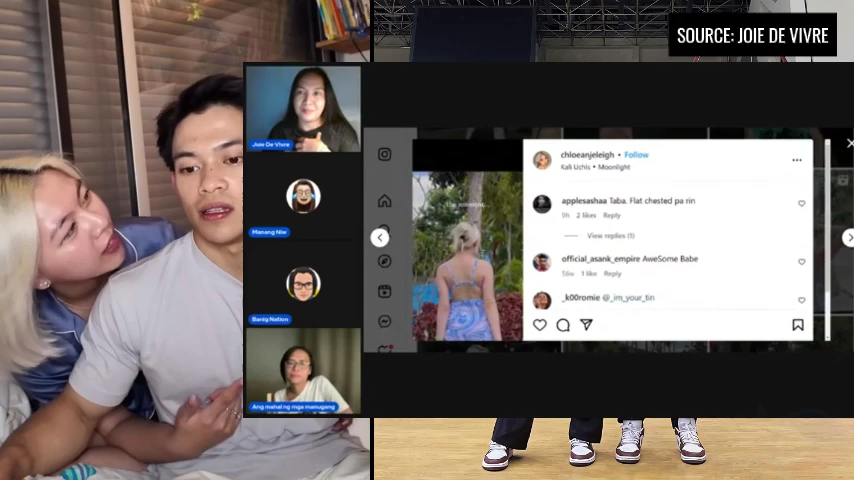 SOURCE: JOIE DE VIVRE
Joie De Vivre
Manang Niw
Banig Nation
Ang mahal ng mga manugang
chloeanjeleigh • Follow
Kali Uchis • Moonlight
applesashaa Taba. Flat chested pa rin
9h 2 likes Reply
View replies (1)
official_asank_empire AweSome Babe
56w 1 like Reply
_k00romie @_im_your_tin